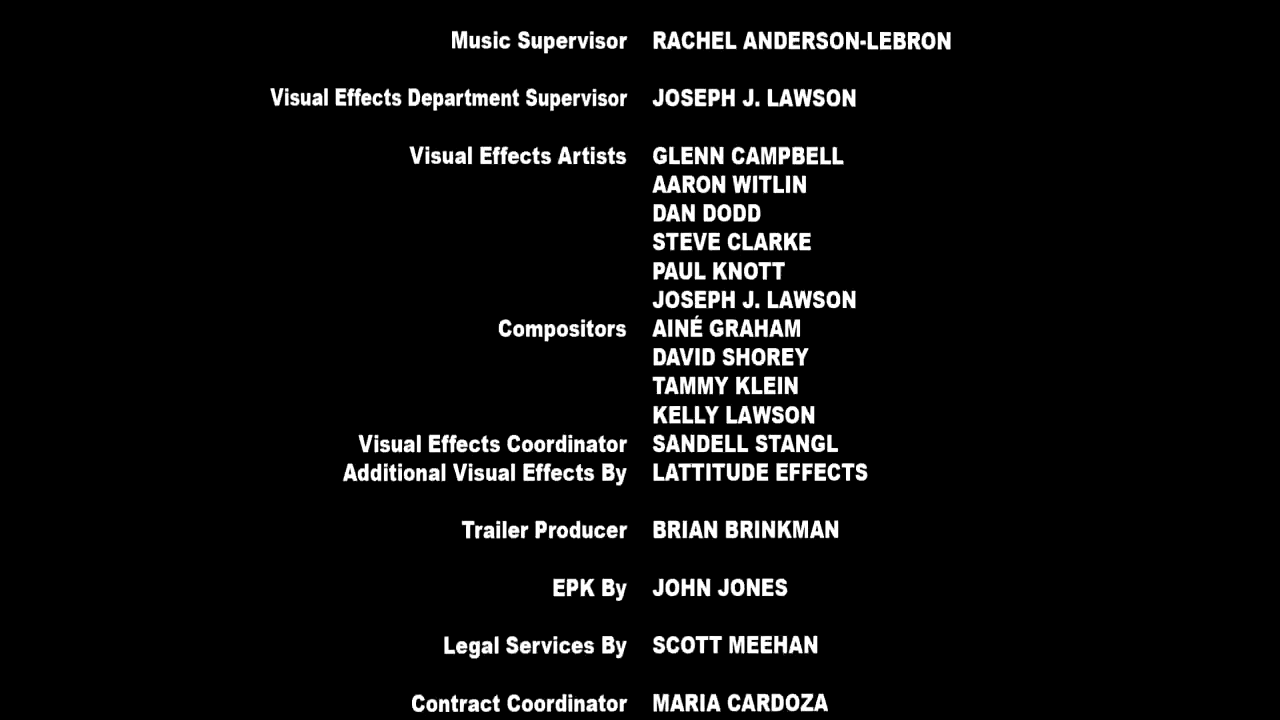 Music Supervisor RACHEL ANDERSON-LEBRON
Visual Effects Department Supervisor JOSEPH J. LAWSON
Visual Effects Artists GLENN CAMPBELL
AARON WITLIN
DAN DODD
STEVE CLARKE
PAUL KNOTT
JOSEPH J. LAWSON
Compositors AINÉ GRAHAM
DAVID SHOREY
TAMMY KLEIN
KELLY LAWSON
Visual Effects Coordinator SANDELL STANGL
Additional Visual Effects By LATTITUDE EFFECTS
Trailer Producer BRIAN BRINKMAN
EPK By JOHN JONES
Legal Services By SCOTT MEEHAN
Contract Coordinator MARIA CARDOZA